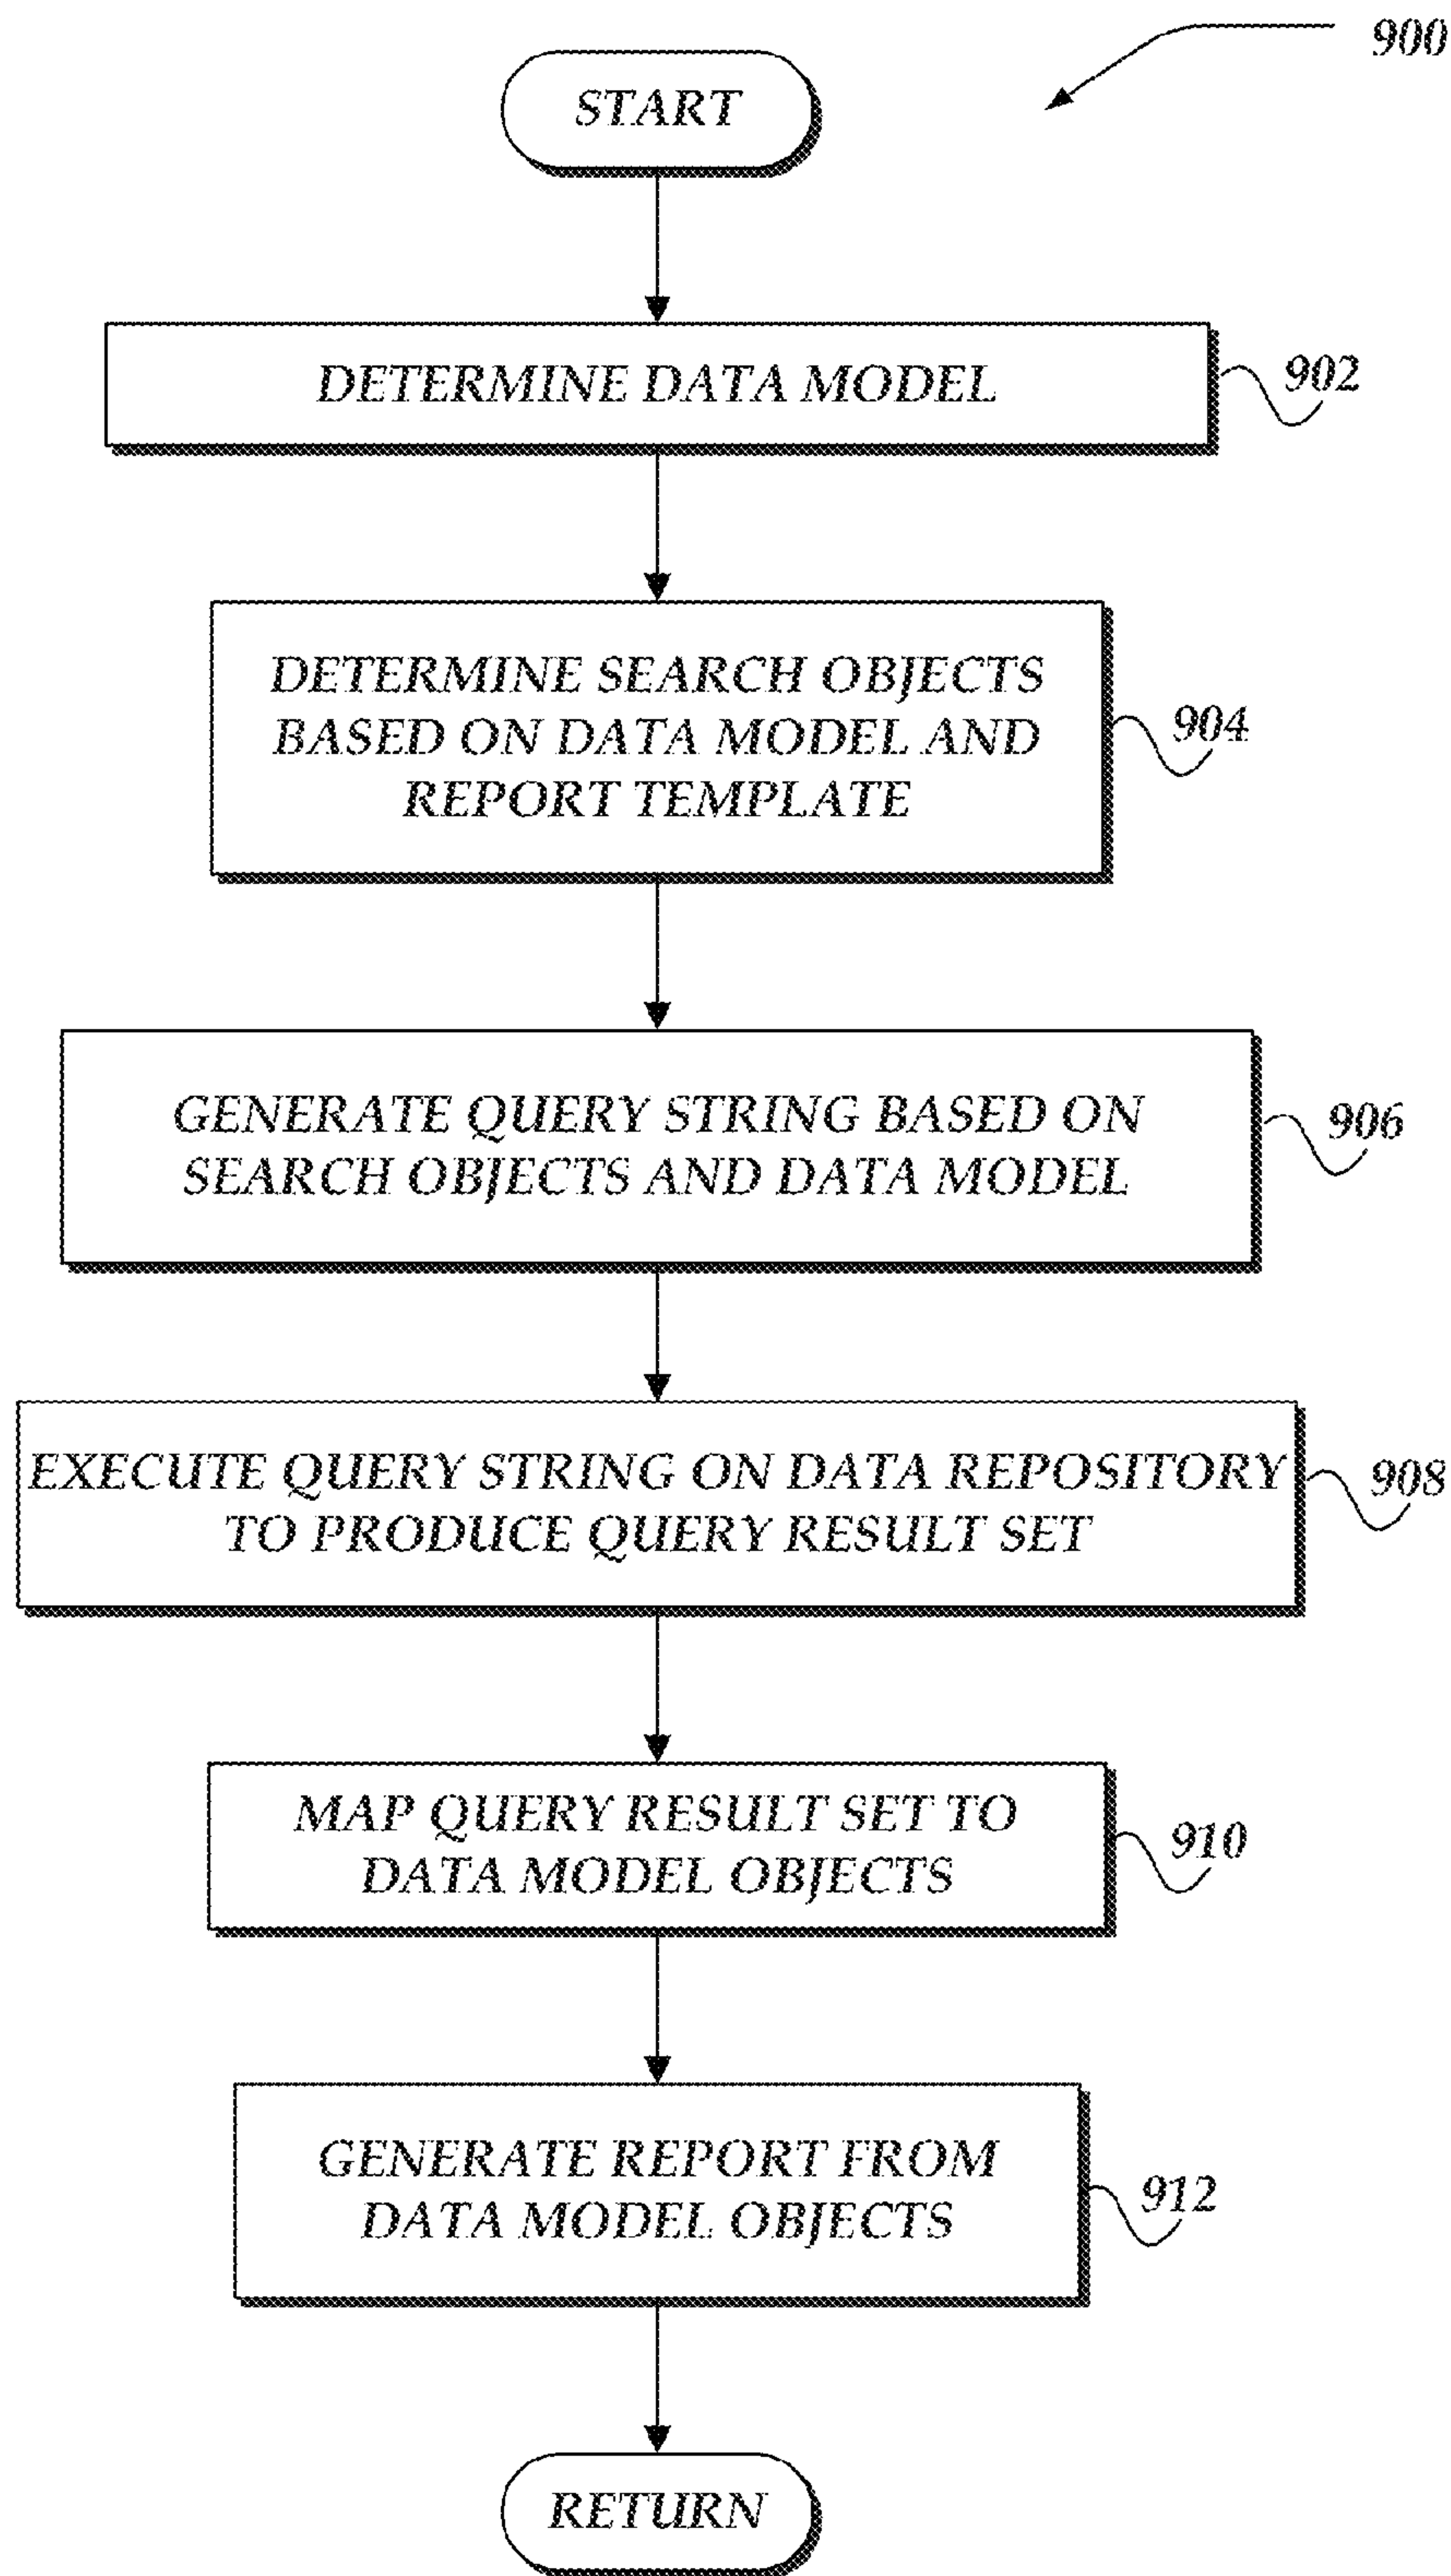 900
START
DETERMINE DATA MODEL
902
DETERMINE SEARCH OBJECTS
BASED ON DATA MODEL AND
REPORT TEMPLATE
904
GENERATE QUERY STRING BASED ON
SEARCH OBJECTS AND DATA MODEL
906
EXECUTE QUERY STRING ON DATA REPOSITORY
TO PRODUCE QUERY RESULT SET
908
MAP QUERY RESULT SET TO
DATA MODEL OBJECTS
910
GENERATE REPORT FROM
DATA MODEL OBJECTS
912
RETURN